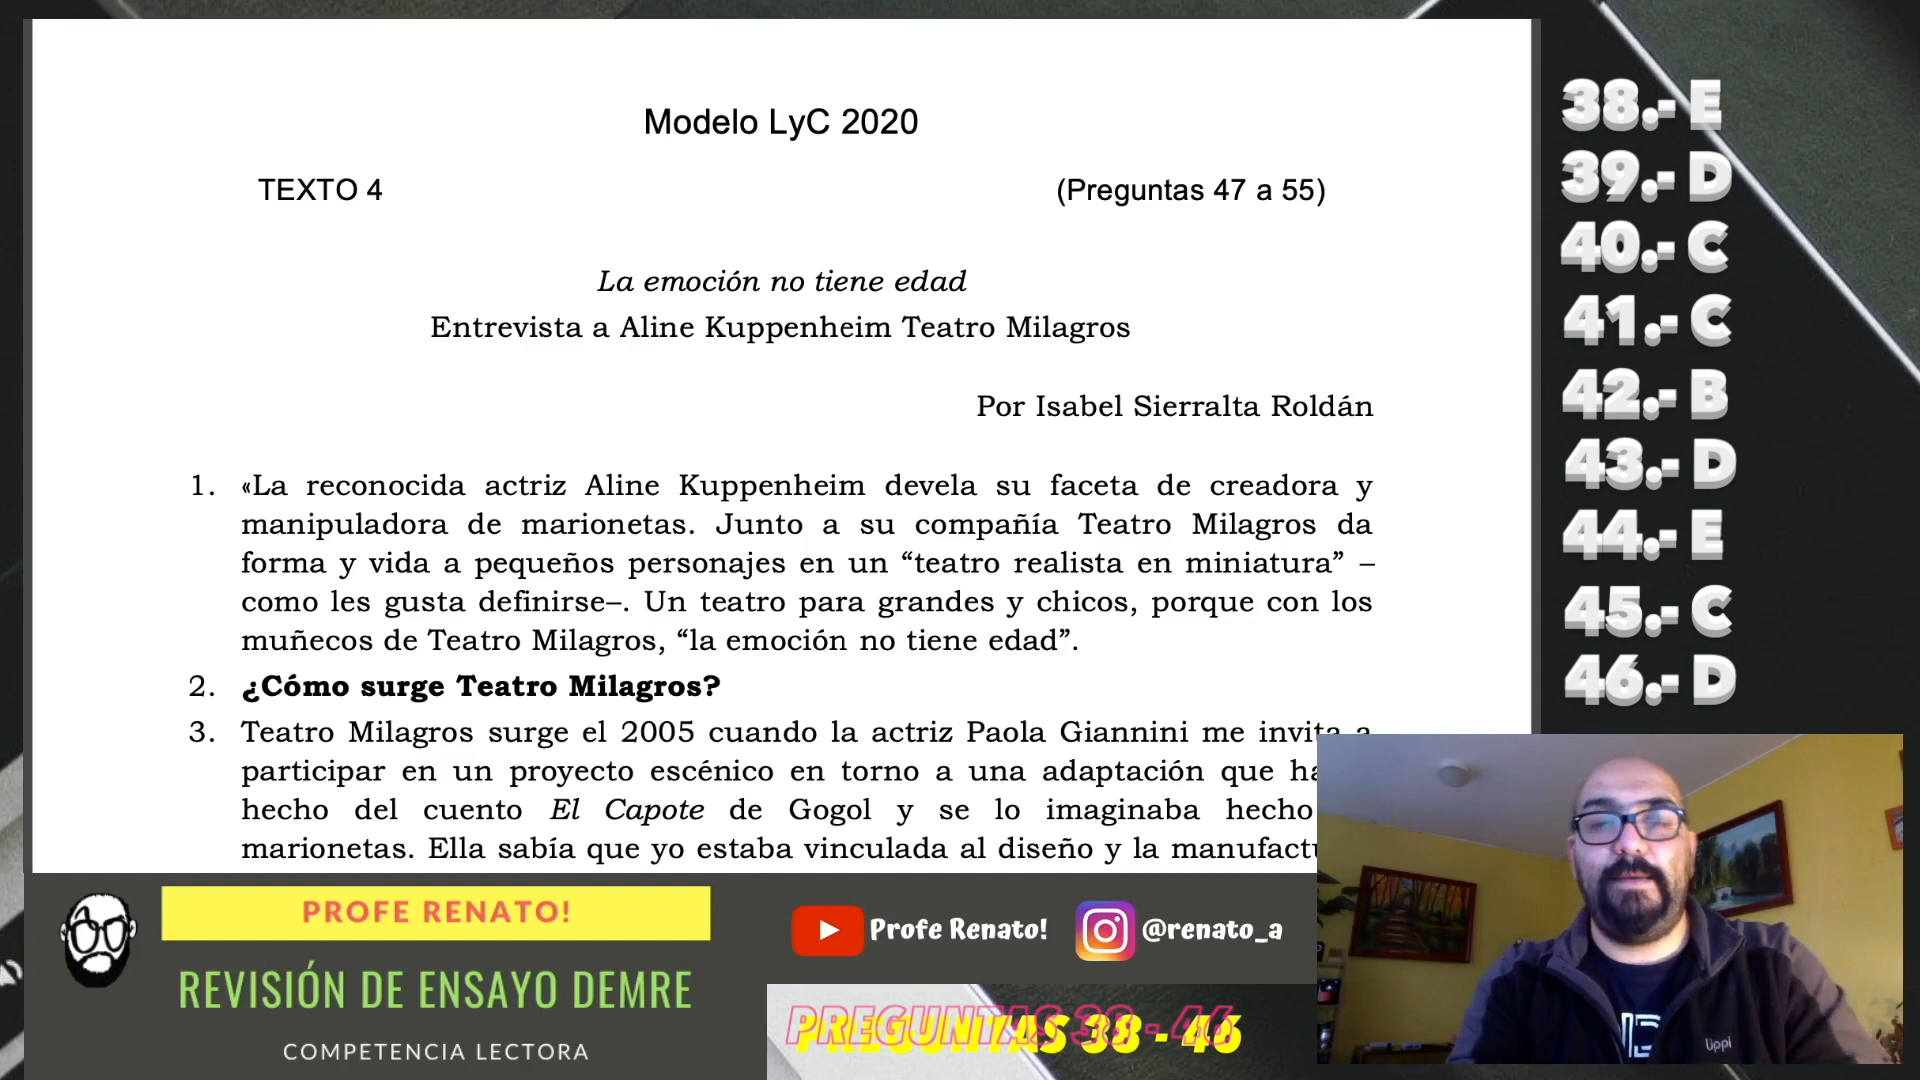 Modelo LyC 2020
TEXTO 4
(Preguntas 47 a 55)
La emoción no tiene edad
Entrevista a Aline Kuppenheim Teatro Milagros
Por Isabel Sierralta Roldán
1. «La reconocida actriz Aline Kuppenheim devela su faceta de creadora y
manipuladora de marionetas. Junto a su compañía Teatro Milagros da
forma y vida a pequeños personajes en un “teatro realista en miniatura” –
como les gusta definirse–. Un teatro para grandes y chicos, porque con los
muñecos de Teatro Milagros, “la emoción no tiene edad”.
2. ¿Cómo surge Teatro Milagros?
3. Teatro Milagros surge el 2005 cuando la actriz Paola Giannini me invita a
participar en un proyecto escénico en torno a una adaptación que
hecho del cuento El Capote de Gogol y se lo imaginaba hecho
marionetas. Ella sabía que yo estaba vinculada al diseño y la
38.- E
39.- D
40.- C
41.- C
42.- B
43.- D
44.- E
45.- C
46.- D
PROFE RENATO!
REVISIÓN DE ENSAYO DEMRE
COMPETENCIA LECTORA
Profe Renato!
@renato_a
PREGUNTAS 38 - 46
lippi